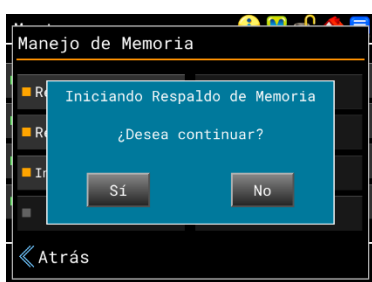 Manejo de Memoria
Iniciando Respaldo de Memoria
¿Desea continuar?
Sí
No
Atrás